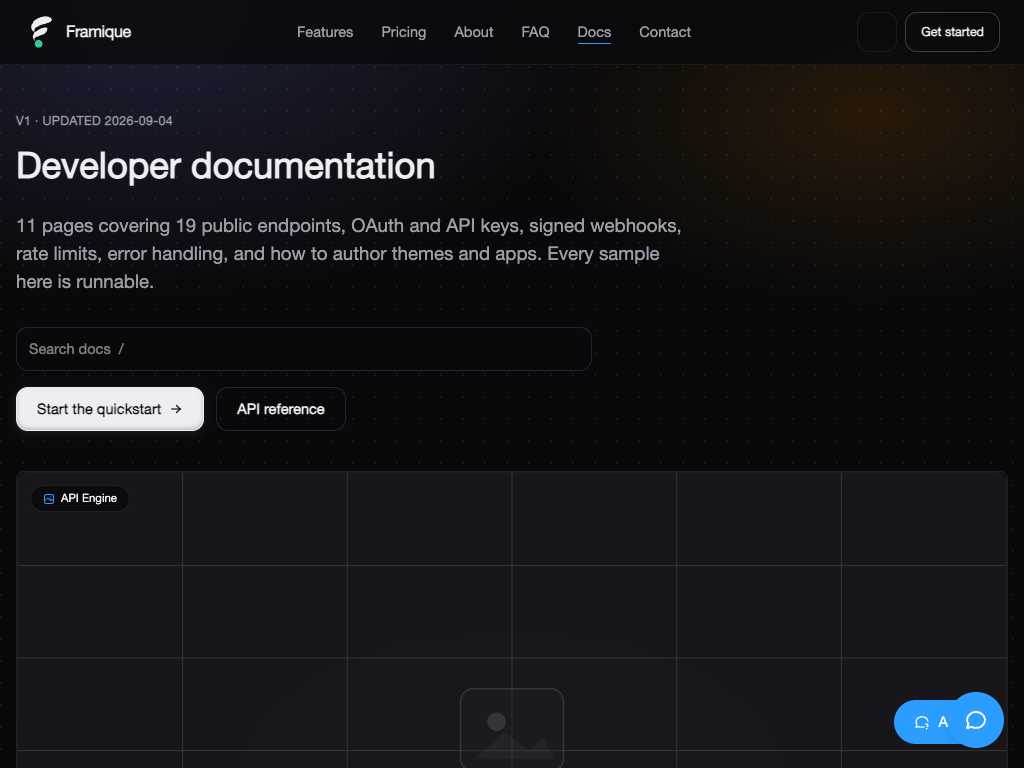 Framique
Features
Pricing
About
FAQ
Docs
Contact
Get started
V1 · UPDATED 2026-09-04
Developer documentation
11 pages covering 19 public endpoints, OAuth and API keys, signed webhooks,
rate limits, error handling, and how to author themes and apps. Every sample
here is runnable.
Search docs /
Start the quickstart →
API reference
API Engine
A